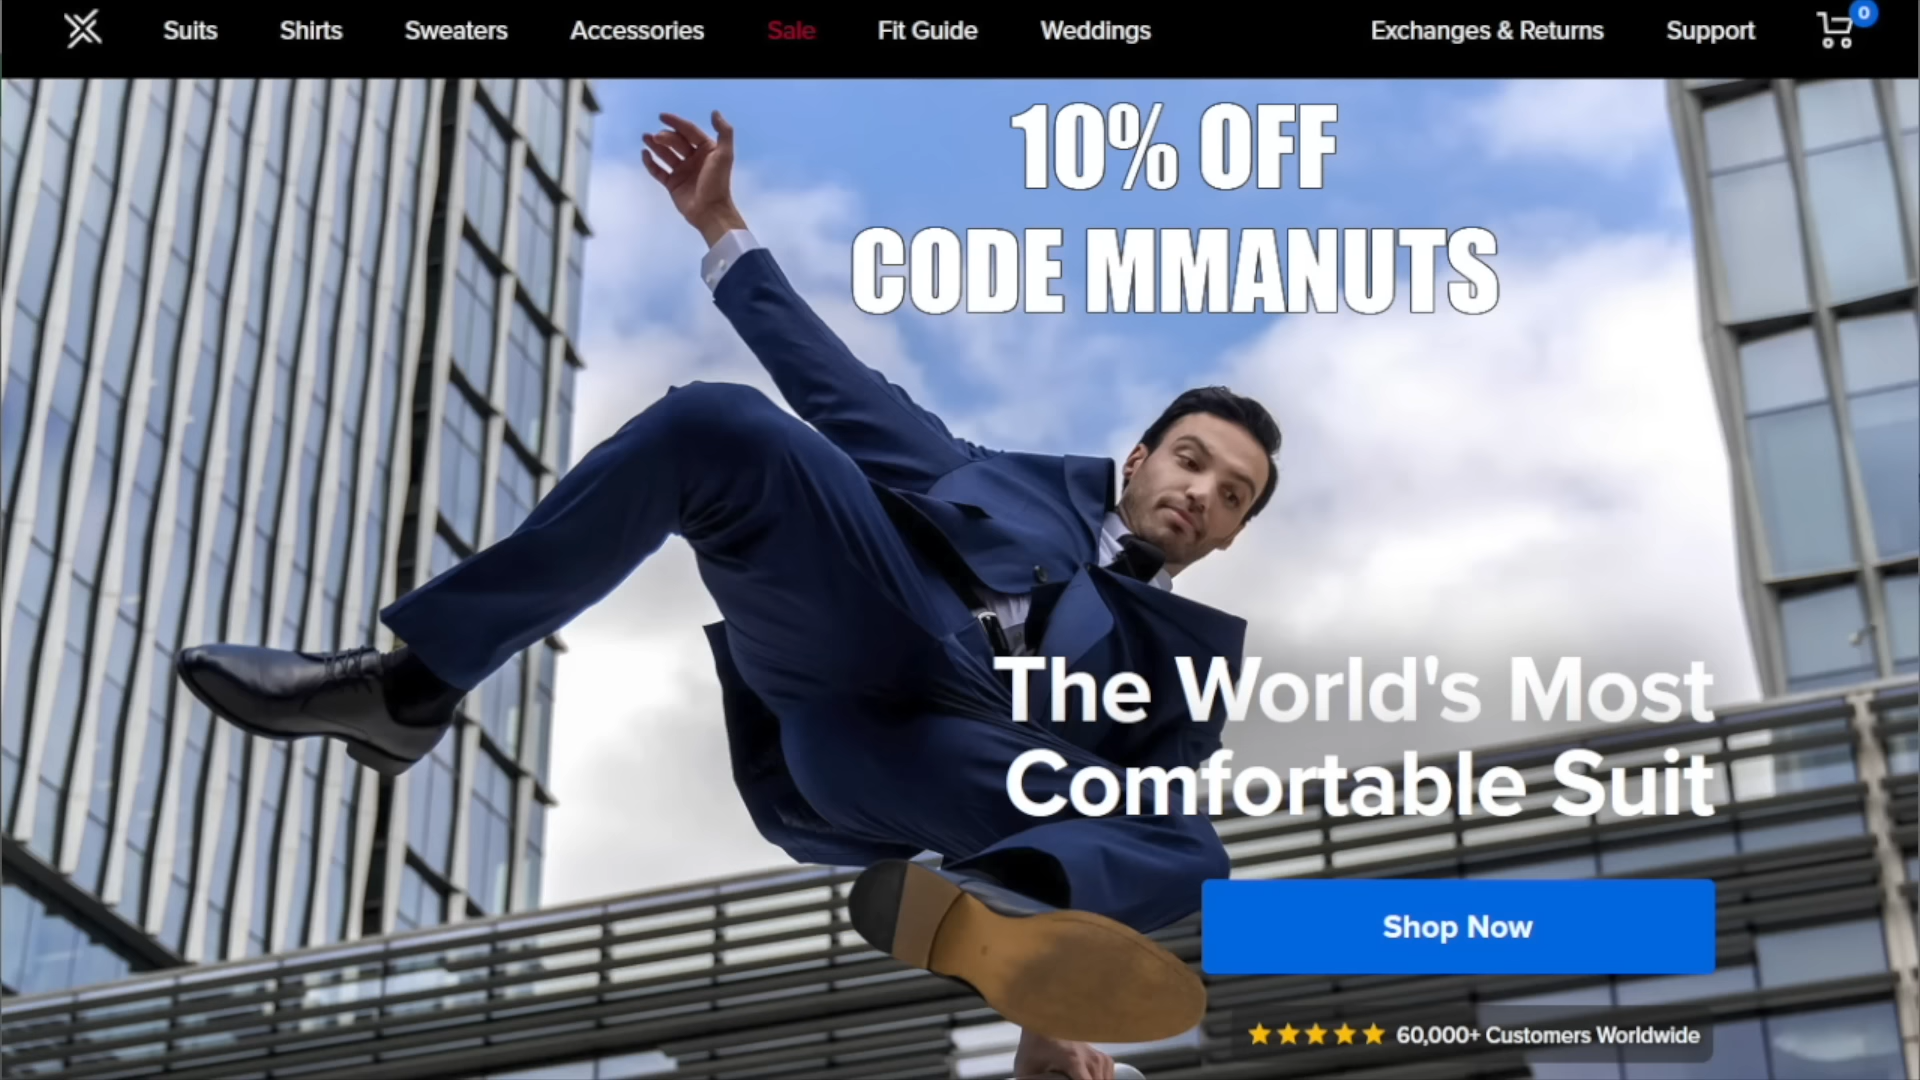 Suits Shirts Sweaters Accessories Sale Fit Guide Weddings Exchanges & Returns Support 0
10% OFF
CODE MMANUTS
The World's Most
Comfortable Suit
Shop Now
60,000+ Customers Worldwide